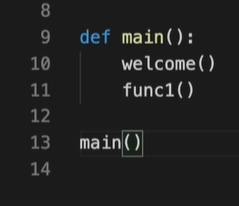 8
9 def main():
10     welcome()
11     func1()
12
13 main()
14